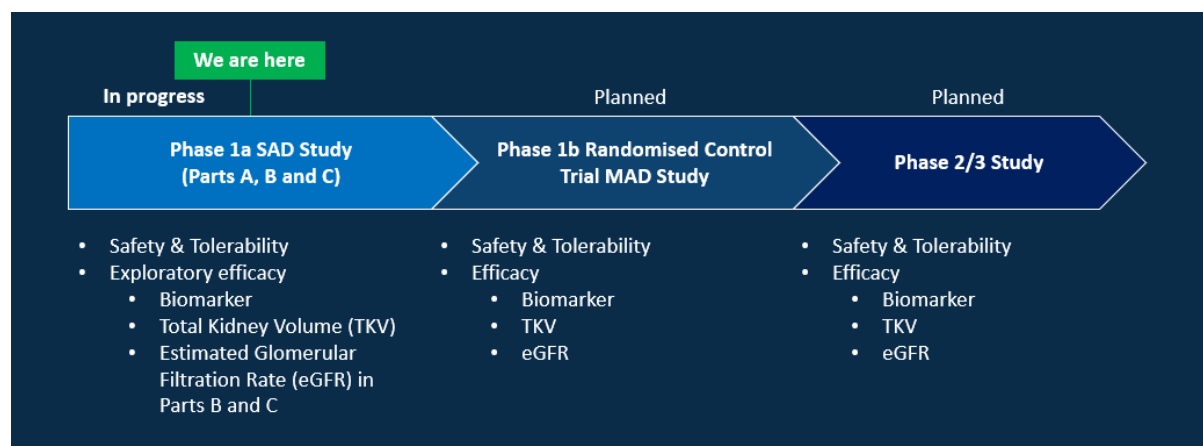 We are here
In progress
Planned
Planned
Phase 1a SAD Study
(Parts A, B and C)
Phase 1b Randomised Control
Trial MAD Study
Phase 2/3 Study
• Safety & Tolerability
• Exploratory efficacy
• Biomarker
• Total Kidney Volume (TKV)
• Estimated Glomerular
Filtration Rate (eGFR) in
Parts B and C
• Safety & Tolerability
• Efficacy
• Biomarker
• TKV
• eGFR
• Safety & Tolerability
• Efficacy
• Biomarker
• TKV
• eGFR